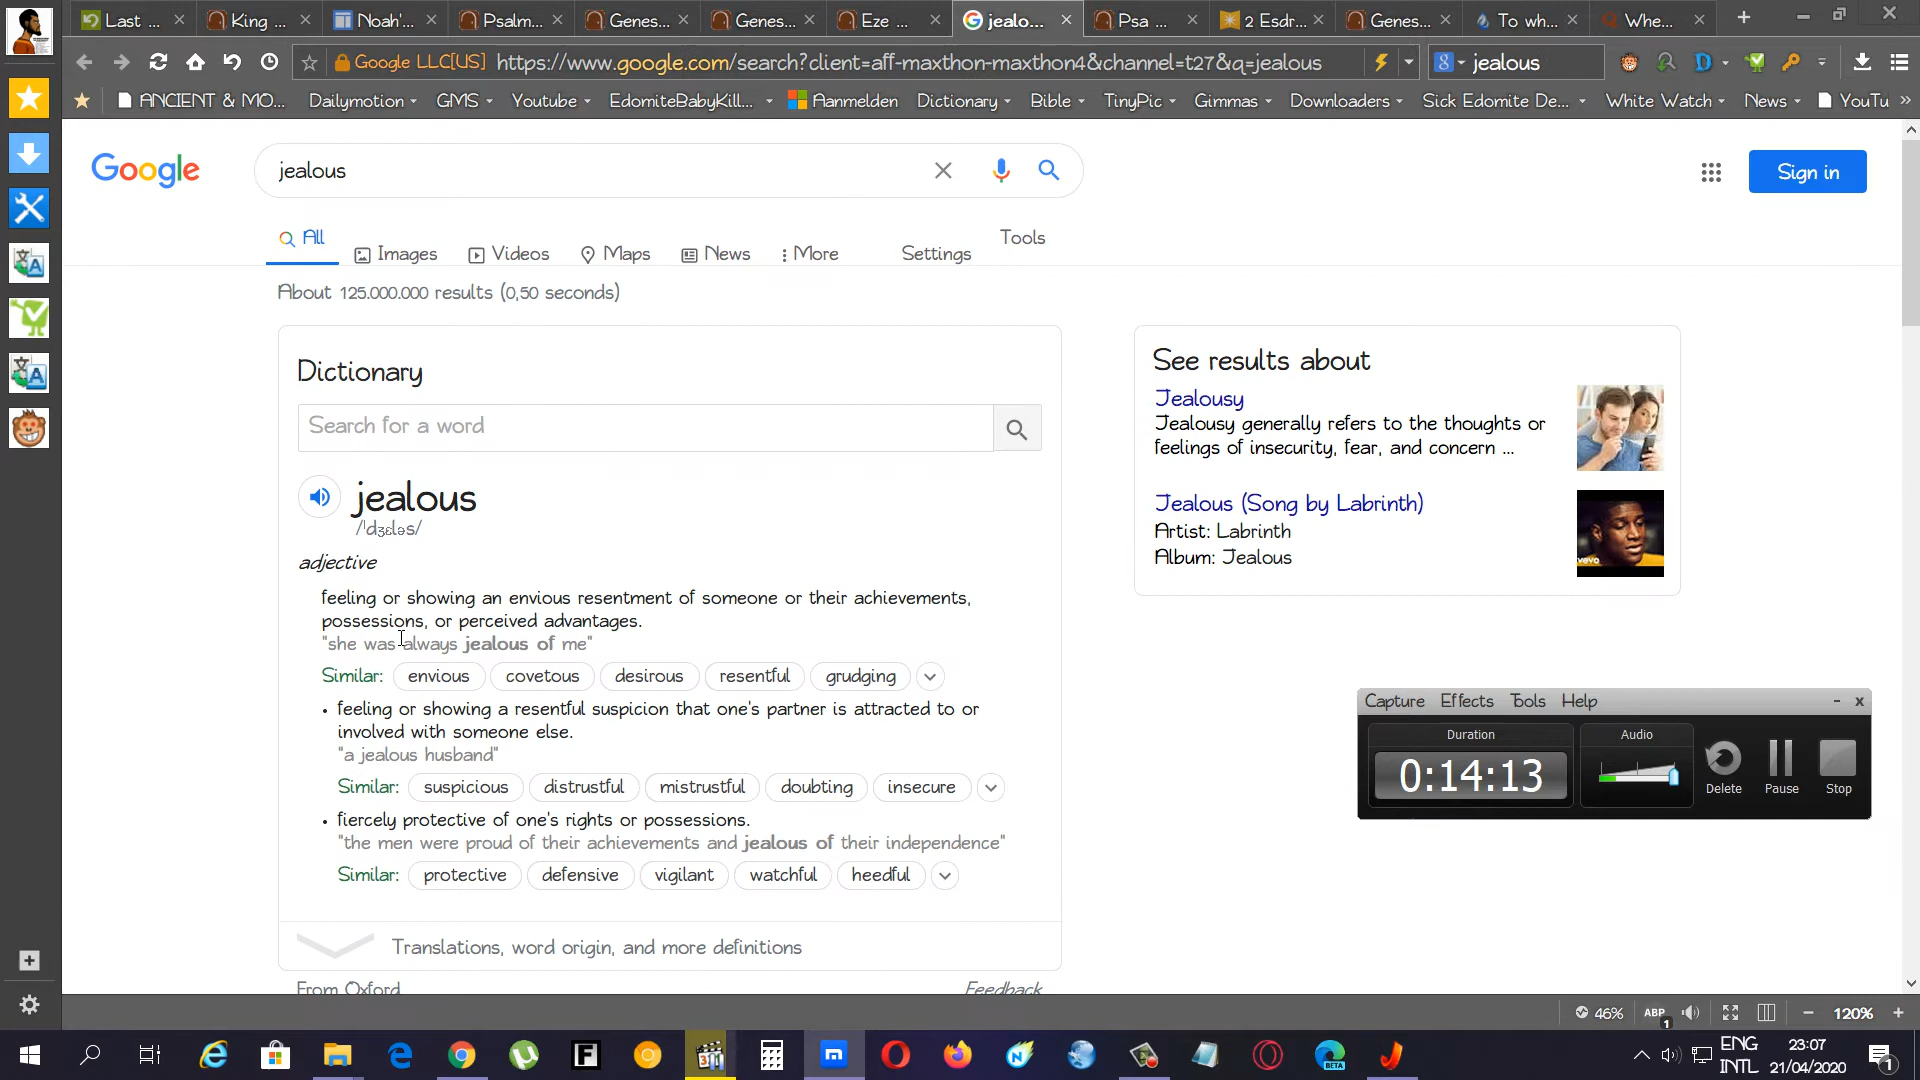 Last ...
King ...
Noah'...
Psalm...
Genes...
Genes...
Eze ...
jealo...
Psa ...
2 Esdr...
Genes...
To wh...
Whe...
Google LLC[US] https://www.google.com/search?client=aff-maxthon-maxthon4&channel=t27&q=jealous
jealous
ANCIENT & MO... Dailymotion GMS Youtube EdomiteBabyKill... Aanmelden Dictionary Bible TinyPic Gimmas Downloaders Sick Edomite De... White Watch News YouTu
Google
jealous
Sign in
All Images Videos Maps News More Settings Tools
About 125.000.000 results (0,50 seconds)
Dictionary
Search for a word
jealous
/ˈdʒɛləs/
adjective
feeling or showing an envious resentment of someone or their achievements,
possessions, or perceived advantages.
"she was always jealous of me"
Similar: envious covetous desirous resentful grudging
• feeling or showing a resentful suspicion that one's partner is attracted to or
involved with someone else.
"a jealous husband"
Similar: suspicious distrustful mistrustful doubting insecure
• fiercely protective of one's rights or possessions.
"the men were proud of their achievements and jealous of their independence"
Similar: protective defensive vigilant watchful heedful
Translations, word origin, and more definitions
From Oxford
Feedback
See results about
Jealousy
Jealousy generally refers to the thoughts or
feelings of insecurity, fear, and concern ...
Jealous (Song by Labrinth)
Artist: Labrinth
Album: Jealous
vevo
Capture Effects Tools Help
Duration
0:14:13
Audio
Delete Pause Stop
46%
ABP
1
120%
ENG
INTL
23:07
21/04/2020
1
BETA